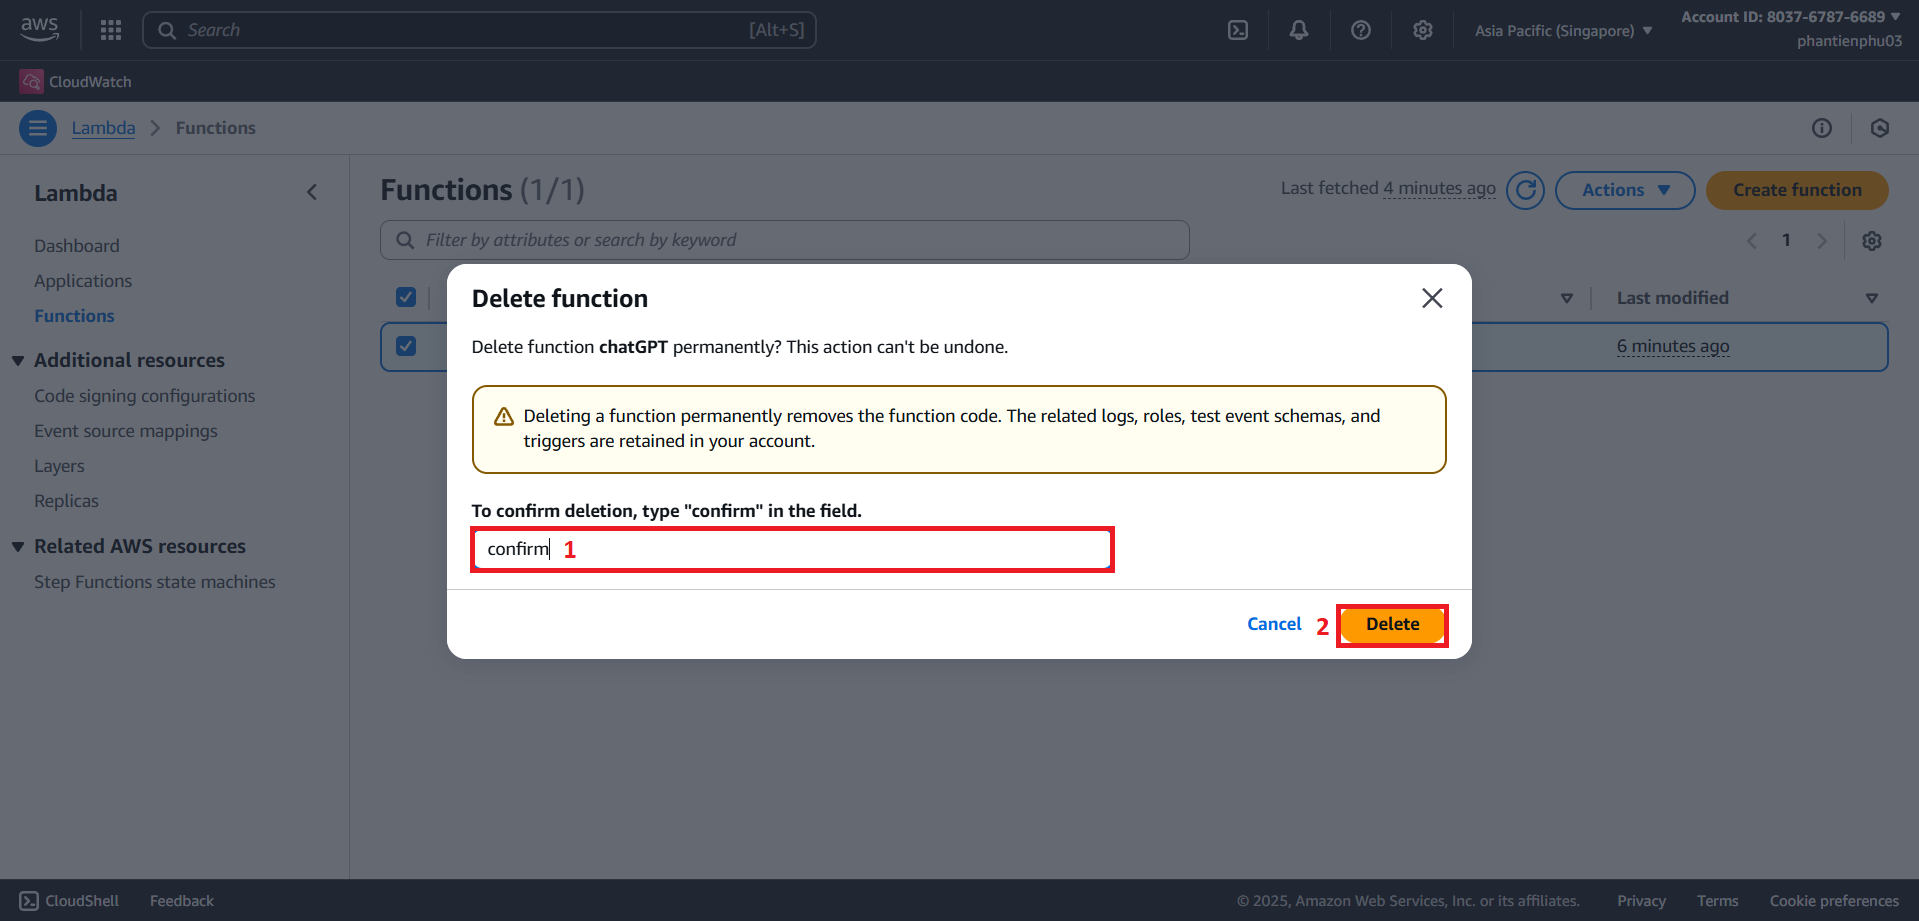 aws
Search
[Alt+S]
Asia Pacific (Singapore)
Account ID: 8037-6787-6689
phantienphu03
CloudWatch
Lambda
Functions
Lambda
Dashboard
Applications
Functions
Additional resources
Code signing configurations
Event source mappings
Layers
Replicas
Related AWS resources
Step Functions state machines
Functions (1/1)
Last fetched 4 minutes ago
Actions
Create function
Filter by attributes or search by keyword
1
Last modified
6 minutes ago
Delete function
Delete function chatGPT permanently? This action can't be undone.
Deleting a function permanently removes the function code. The related logs, roles, test event schemas, and
triggers are retained in your account.
To confirm deletion, type "confirm" in the field.
confirm 1
Cancel 2 Delete
CloudShell
Feedback
© 2025, Amazon Web Services, Inc. or its affiliates.
Privacy
Terms
Cookie preferences